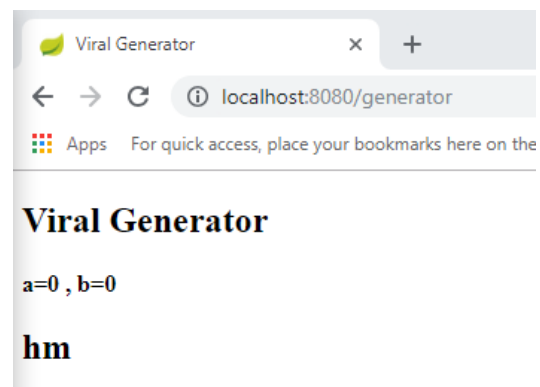 Viral Generator
localhost:8080/generator
Apps For quick access, place your bookmarks here on the
Viral Generator
a=0 , b=0
hm